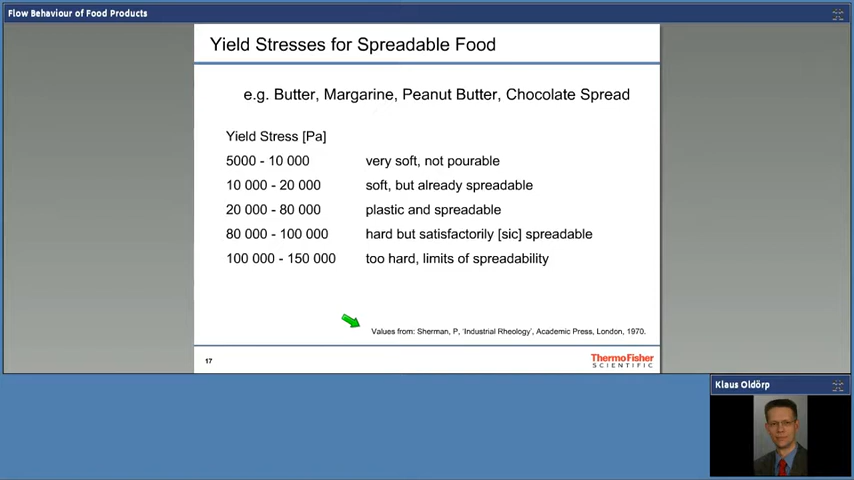 Flow Behaviour of Food Products
Yield Stresses for Spreadable Food
e.g. Butter, Margarine, Peanut Butter, Chocolate Spread
Yield Stress [Pa]
5000 - 10 000 very soft, not pourable
10 000 - 20 000 soft, but already spreadable
20 000 - 80 000 plastic and spreadable
80 000 - 100 000 hard but satisfactorily [sic] spreadable
100 000 - 150 000 too hard, limits of spreadability
Values from: Sherman, P, 'Industrial Rheology', Academic Press, London, 1970.
17
ThermoFisher
SCIENTIFIC
Klaus Oldörp